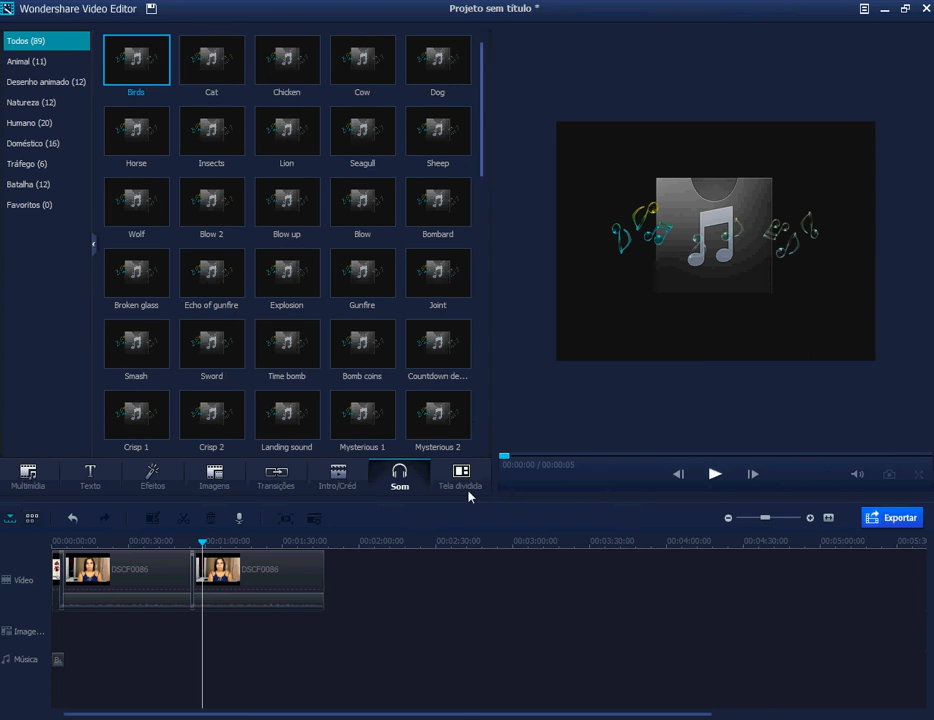 Wondershare Video Editor
Projeto sem título *
Todos (89)
Animal (11)
Desenho animado (12)
Natureza (12)
Humano (20)
Doméstico (16)
Tráfego (6)
Batalha (12)
Favoritos (0)
Birds Cat Chicken Cow Dog
Horse Insects Lion Seagull Sheep
Wolf Blow 2 Blow up Blow Bombard
Broken glass Echo of gunfire Explosion Gunfire Joint
Smash Sword Time bomb Bomb coins Countdown de...
Crisp 1 Crisp 2 Landing sound Mysterious 1 Mysterious 2
00:00:00 / 00:00:05
Multimídia Texto Efeitos Imagens Transições Intro/Créd Som Tela dividida
Exportar
00:00:00:00 00:00:30:00 00:01:00:00 00:01:30:00 00:02:00:00 00:02:30:00 00:03:00:00 00:03:30:00 00:04:00:00 00:04:30:00 00:05:00:00 00:05:3
Vídeo
DSCF0086 DSCF0086
Image...
Música